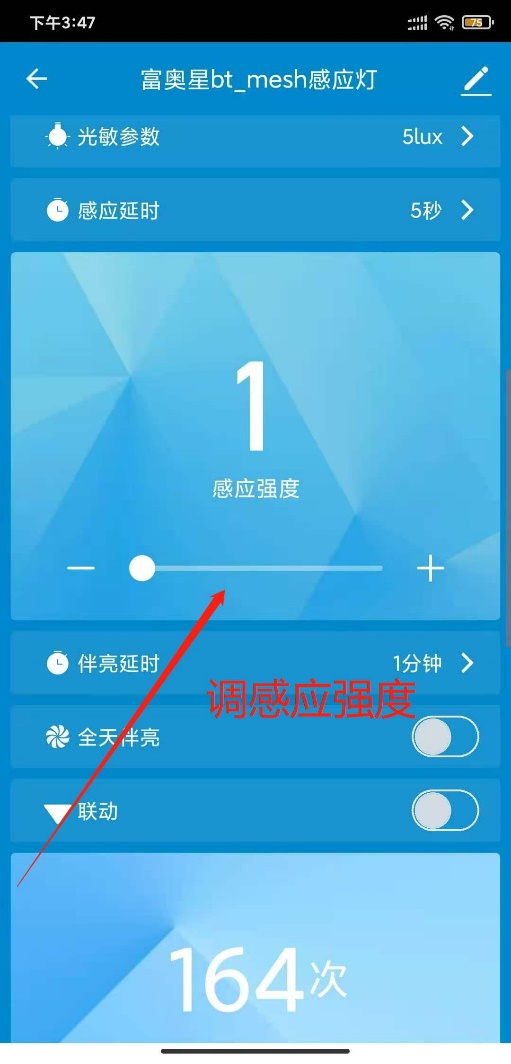 下午3:47
75
富奥星bt_mesh感应灯
光敏参数 5lux
感应延时 5秒
1
感应强度
伴亮延时 1分钟
调感应强度
全天伴亮
联动
164次